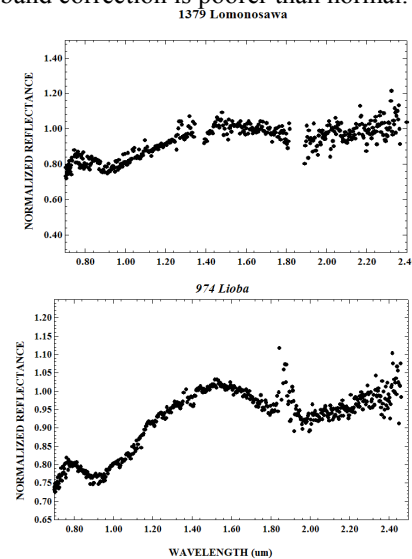 band correction is poorer than normal.
1379 Lomonosawa
NORMALIZED REFLECTANCE
1.40
1.20
1.00
0.80
0.60
0.40
0.80 1.00 1.20 1.40 1.60 1.80 2.00 2.20 2.4
974 Lioba
NORMALIZED REFLECTANCE
1.20
1.15
1.10
1.05
1.00
0.95
0.90
0.85
0.80
0.75
0.70
0.65
0.80 1.00 1.20 1.40 1.60 1.80 2.00 2.20 2.40
WAVELENGTH (um)